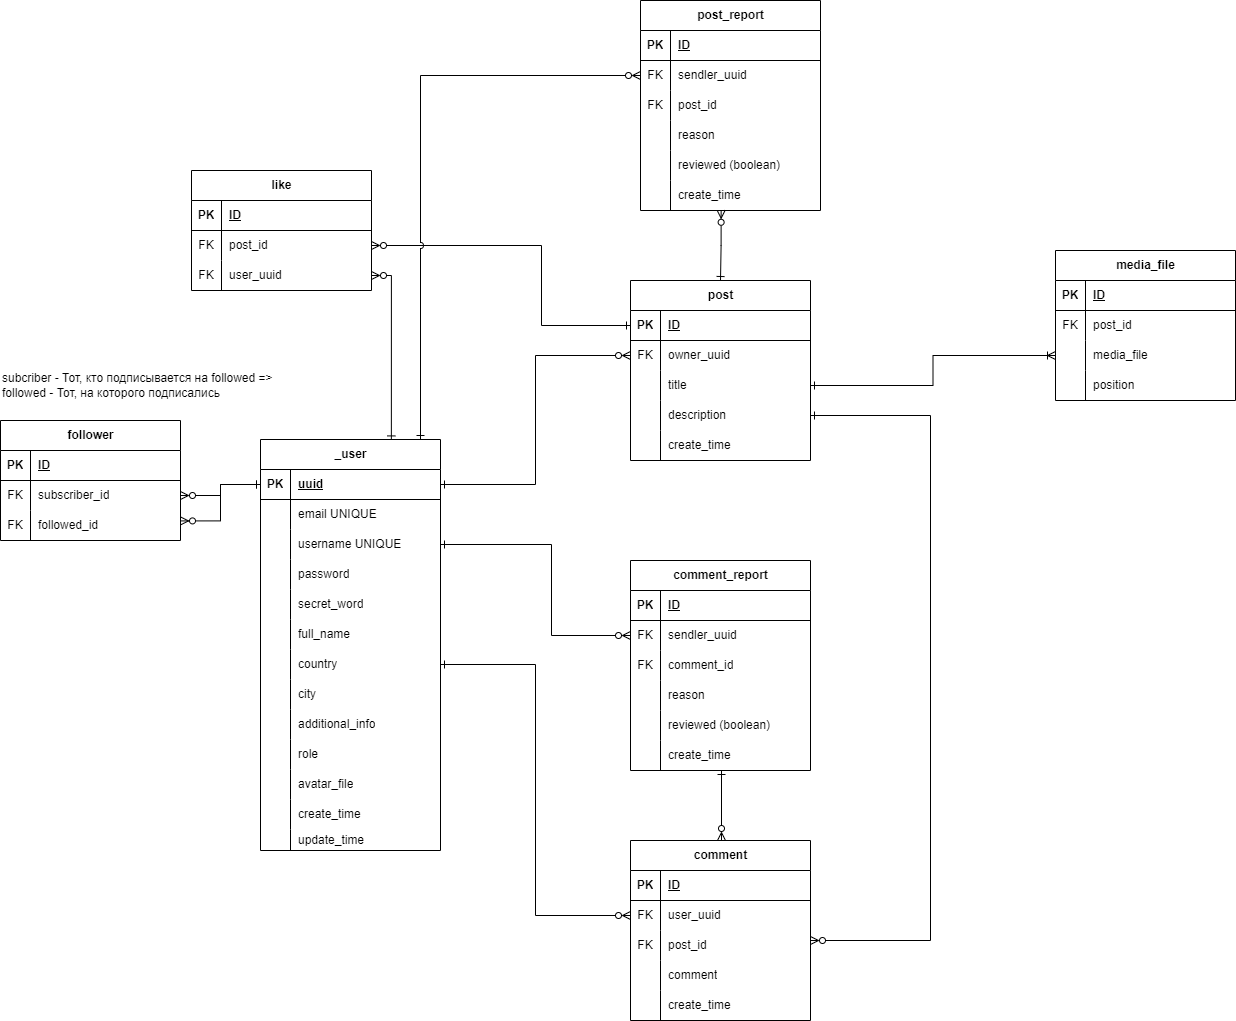 post_report
PK ID
FK sendler_uuid
FK post_id
reason
reviewed (boolean)
create_time
like
PK ID
FK post_id
FK user_uuid
media_file
PK ID
FK post_id
media_file
position
post
PK ID
FK owner_uuid
title
description
create_time
subcriber - Тот, кто подписывается на followed =>
followed - Тот, на которого подписались
follower
PK ID
FK subscriber_id
FK followed_id
_user
PK uuid
email UNIQUE
username UNIQUE
password
secret_word
full_name
country
city
additional_info
role
avatar_file
create_time
update_time
comment_report
PK ID
FK sendler_uuid
FK comment_id
reason
reviewed (boolean)
create_time
comment
PK ID
FK user_uuid
FK post_id
comment
create_time